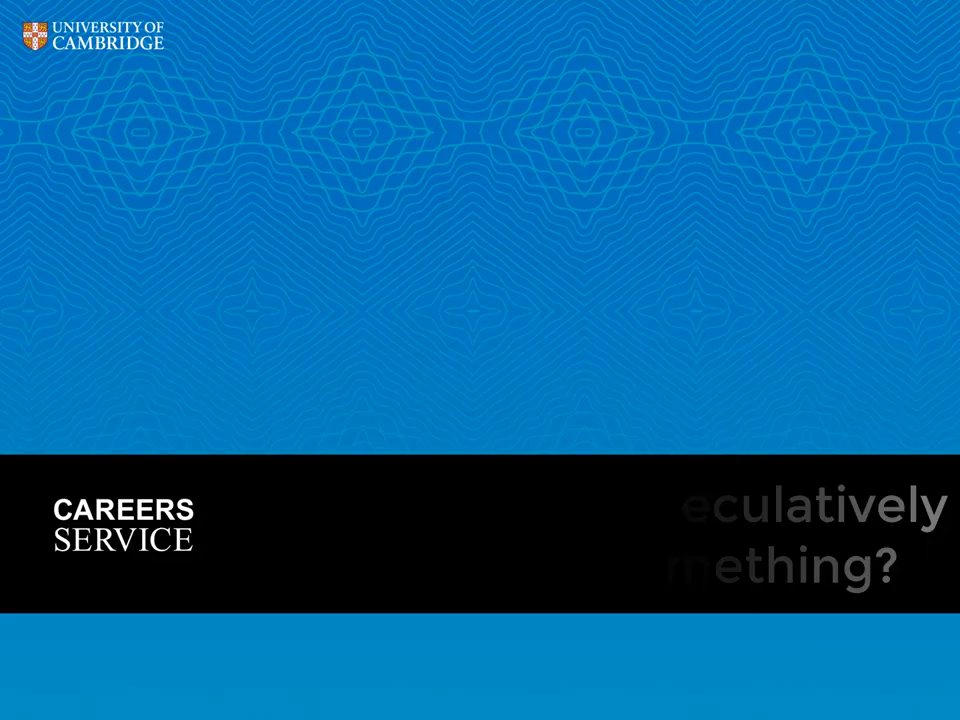 UNIVERSITY OF
CAMBRIDGE
CAREERS
SERVICE
eculatively
mething?